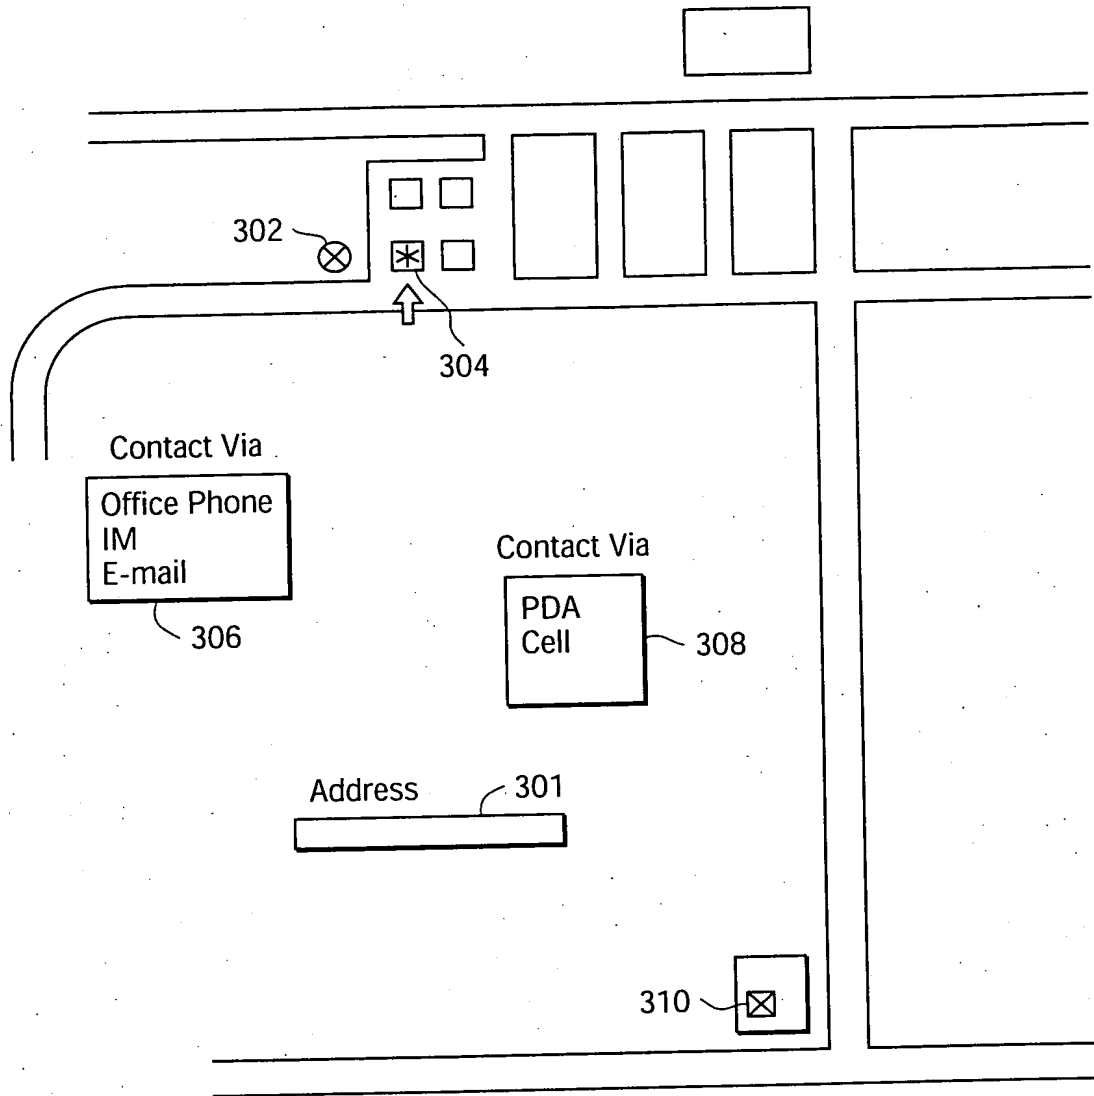 302
304
Contact Via
Office Phone
IM
E-mail
306
Contact Via
PDA
Cell
308
Address
301
310